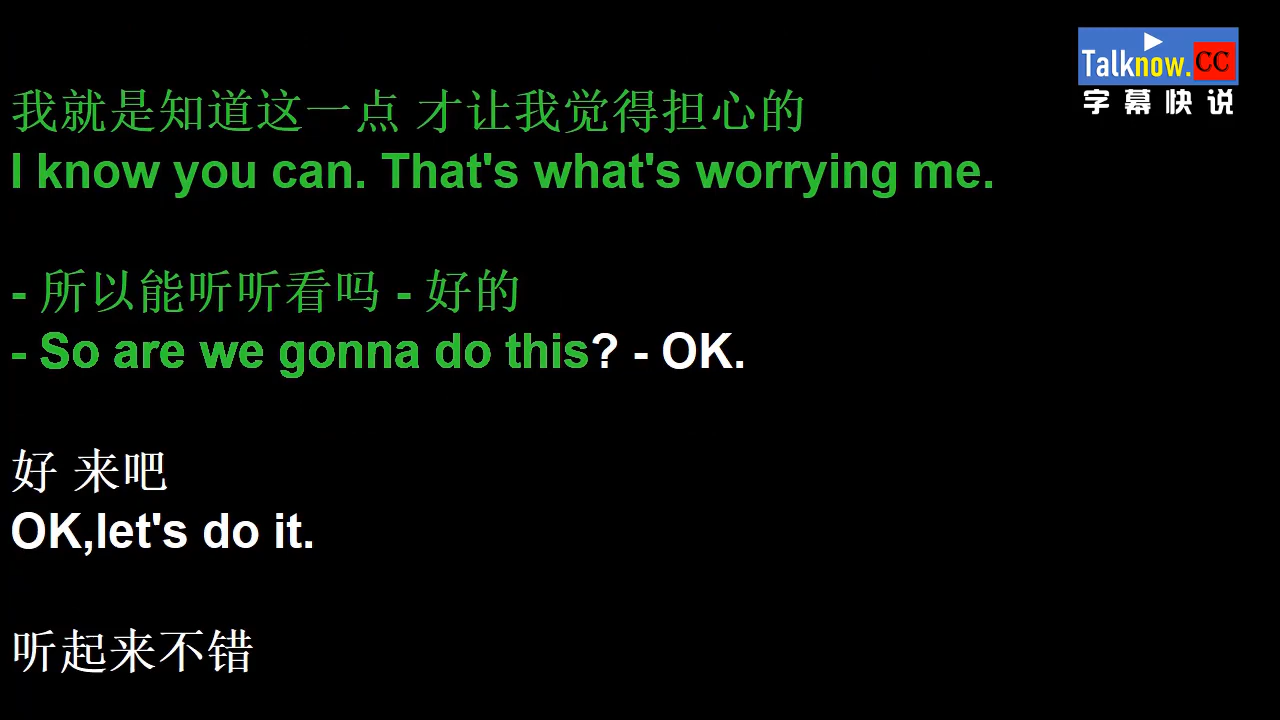 Talknow.CC
字幕快说
我就是知道这一点 才让我觉得担心的
I know you can. That's what's worrying me.
- 所以能听听看吗 - 好的
- So are we gonna do this? - OK.
好 来吧
OK,let's do it.
听起来不错